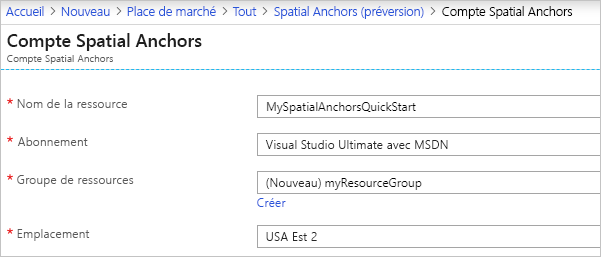 Accueil > Nouveau > Place de marché > Tout > Spatial Anchors (préversion) > Compte Spatial Anchors
Compte Spatial Anchors
Compte Spatial Anchors
* Nom de la ressource MySpatialAnchorsQuickStart
* Abonnement Visual Studio Ultimate avec MSDN
* Groupe de ressources (Nouveau) myResourceGroup
Créer
* Emplacement USA Est 2